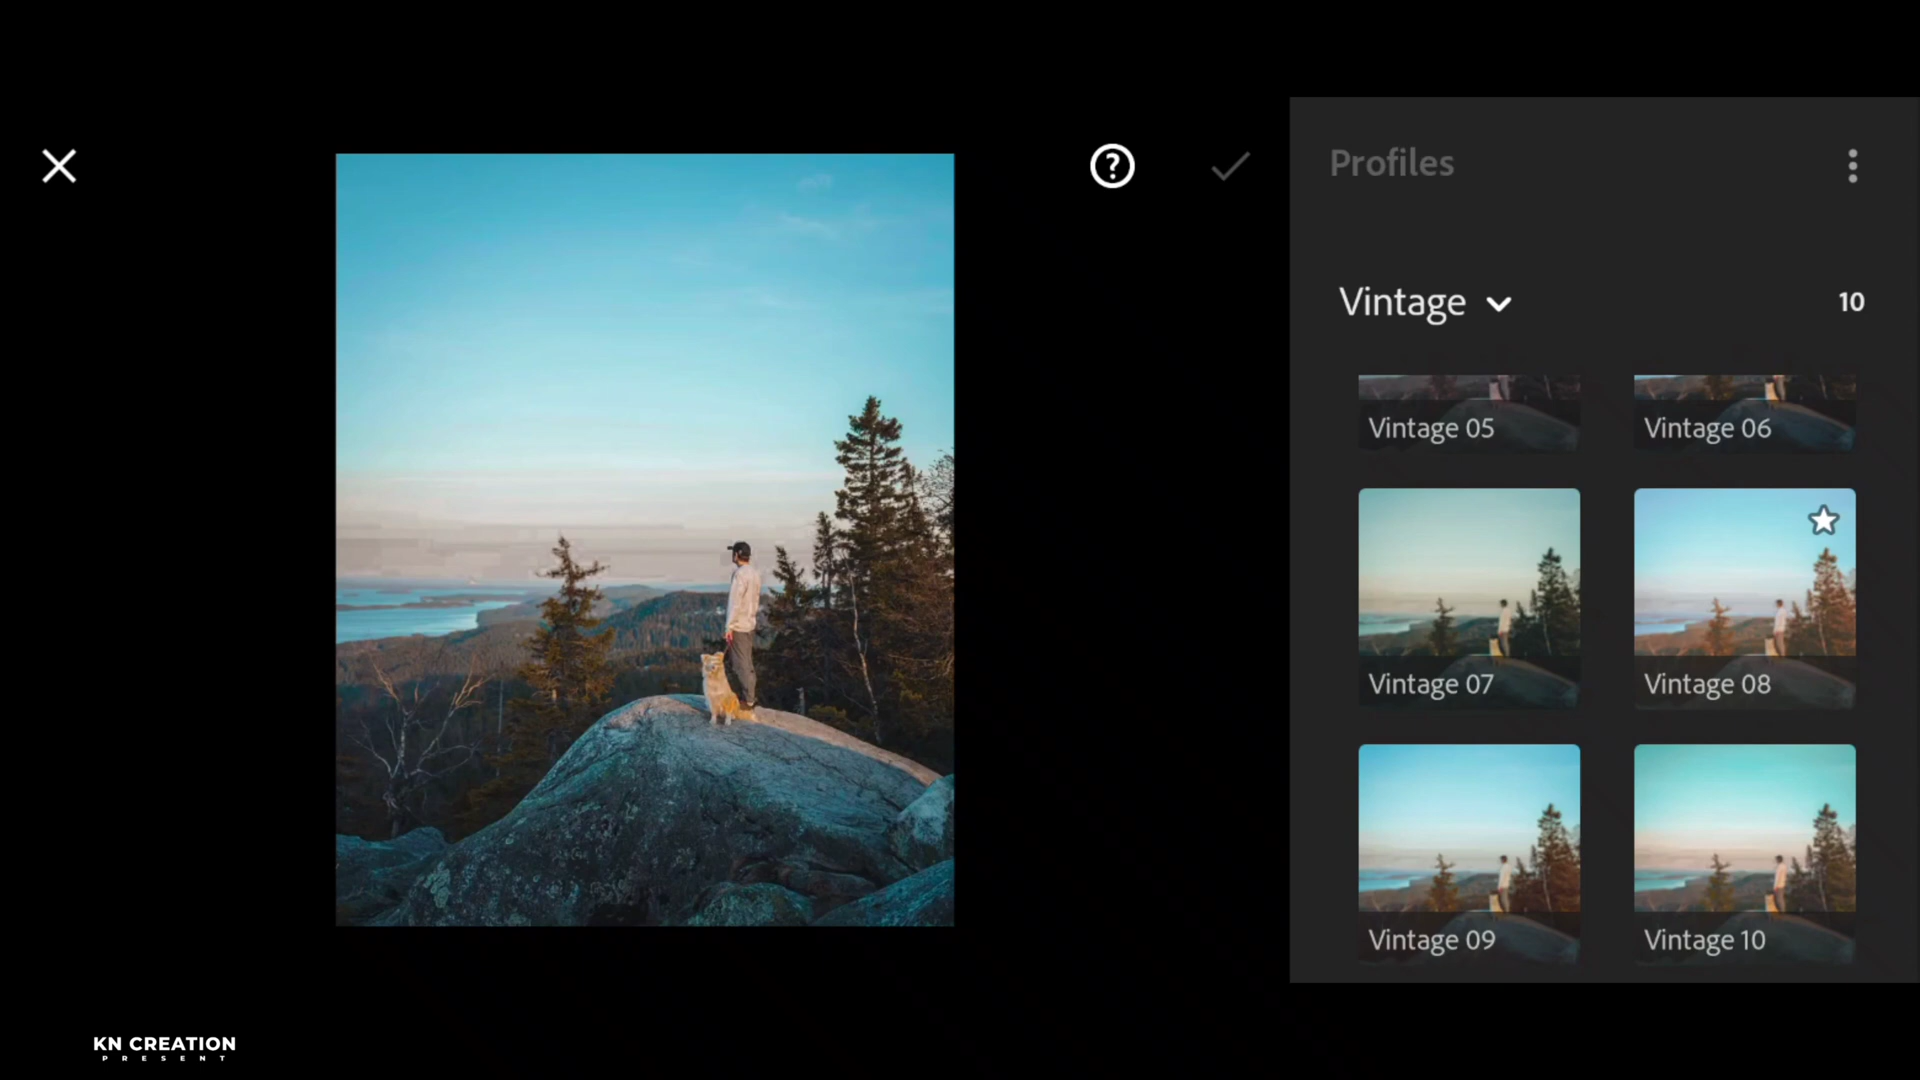 Profiles
Vintage 10
Vintage 05 Vintage 06
Vintage 07 Vintage 08
Vintage 09 Vintage 10
KN CREATION
PRESENT